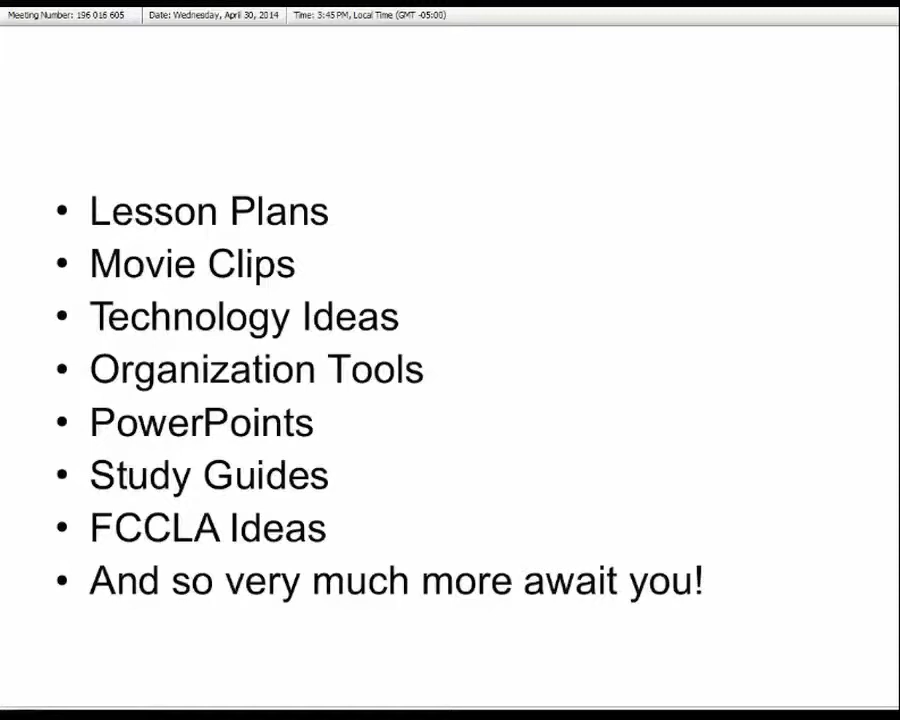 Meeting Number: 196 016 605 Date: Wednesday, April 30, 2014 Time: 3:45 PM, Local Time (GMT -05:00)
• Lesson Plans
• Movie Clips
• Technology Ideas
• Organization Tools
• PowerPoints
• Study Guides
• FCCLA Ideas
• And so very much more await you!